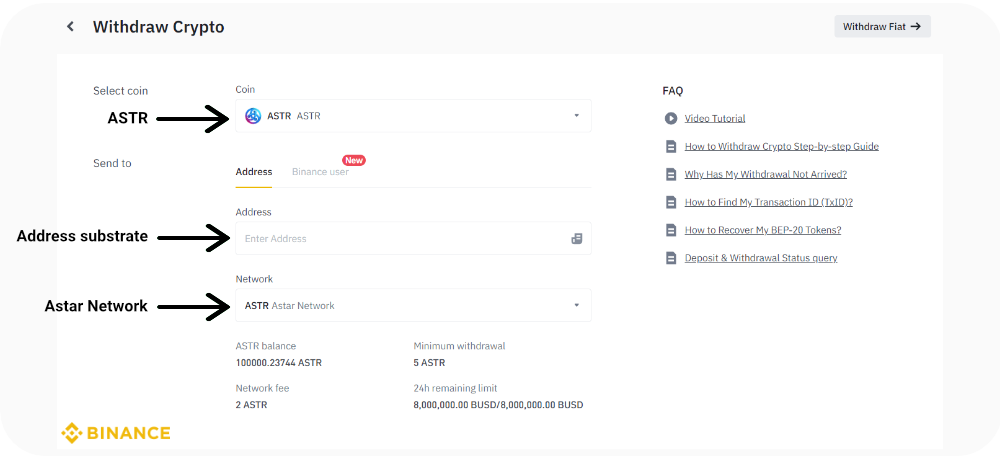 Withdraw Crypto
Withdraw Fiat →
Select coin
ASTR
Coin
ASTR ASTR
Send to
New
Address
Binance user
Address
Address substrate
Enter Address
Network
Astar Network
ASTR Astar Network
ASTR balance
100000.23744 ASTR
Minimum withdrawal
5 ASTR
Network fee
2 ASTR
24h remaining limit
8,000,000.00 BUSD/8,000,000.00 BUSD
FAQ
Video Tutorial
How to Withdraw Crypto Step-by-step Guide
Why Has My Withdrawal Not Arrived?
How to Find My Transaction ID (TxID)?
How to Recover My BEP-20 Tokens?
Deposit & Withdrawal Status query
BINANCE